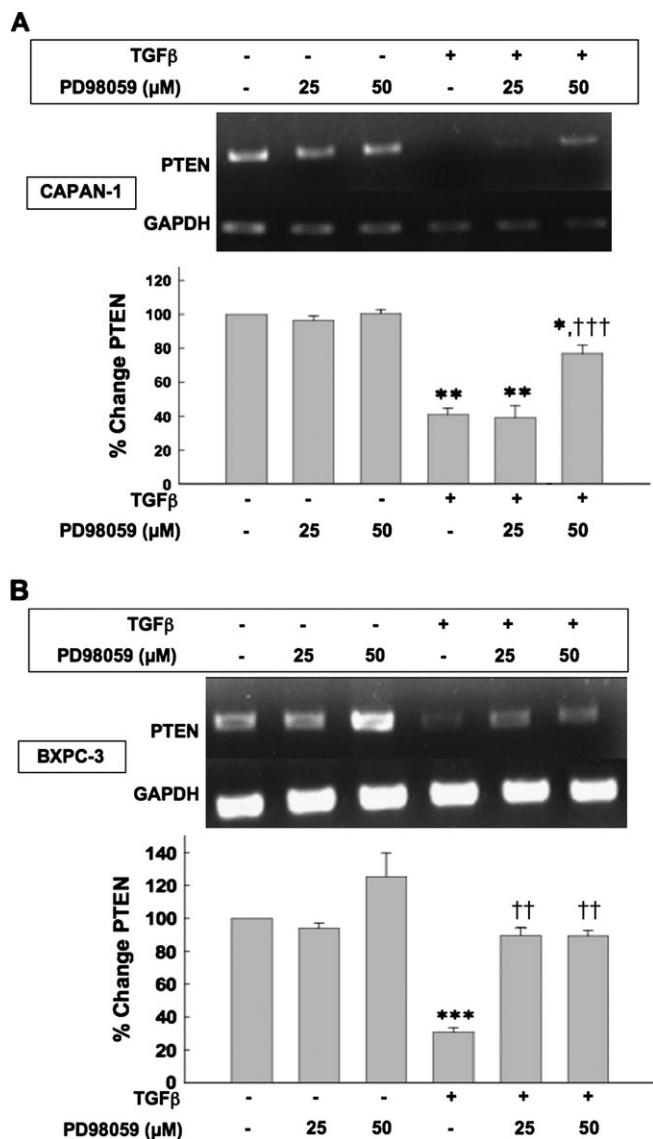 A
TGFβ - - - + + +
PD98059 (µM) - 25 50 - 25 50
PTEN
CAPAN-1
GAPDH
% Change PTEN
120
100
80
60
40
20
0
** ** *,†††
TGFβ - - - + + +
PD98059 (µM) - 25 50 - 25 50
B
TGFβ - - - + + +
PD98059 (µM) - 25 50 - 25 50
PTEN
BXPC-3
GAPDH
% Change PTEN
140
120
100
80
60
40
20
0
*** †† ††
TGFβ - - - + + +
PD98059 (µM) - 25 50 - 25 50